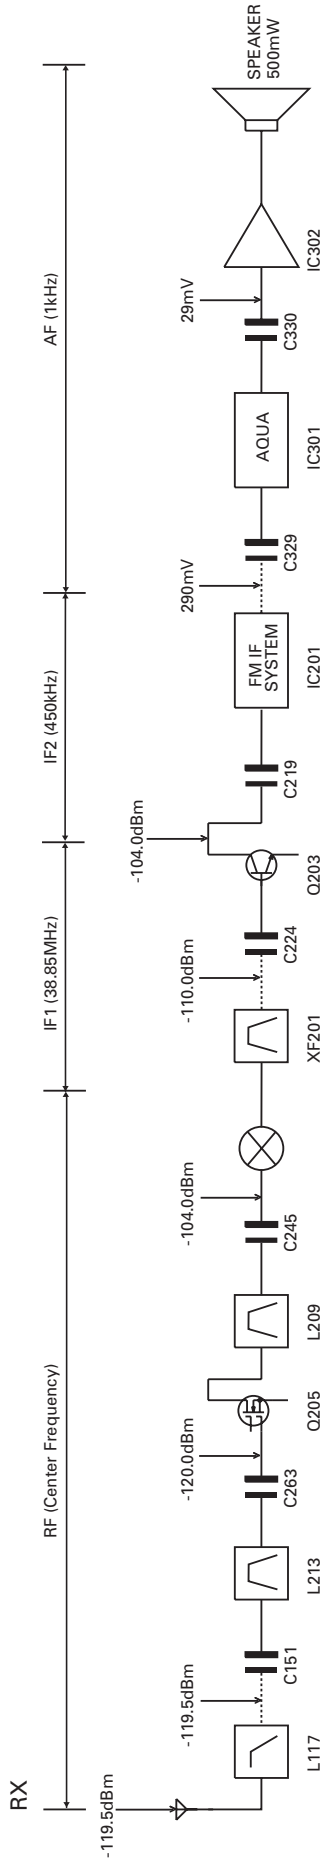 RX
RF (Center Frequency)
IF1 (38.85MHz)
IF2 (450kHz)
AF (1kHz)
-119.5dBm
-119.5dBm
-120.0dBm
-104.0dBm
-110.0dBm
-104.0dBm
290mV
29mV
SPEAKER
500mW
FM IF
SYSTEM
AQUA
L117
C151
L213
C263
Q205
L209
C245
XF201
C224
Q203
C219
IC201
C329
IC301
C330
IC302